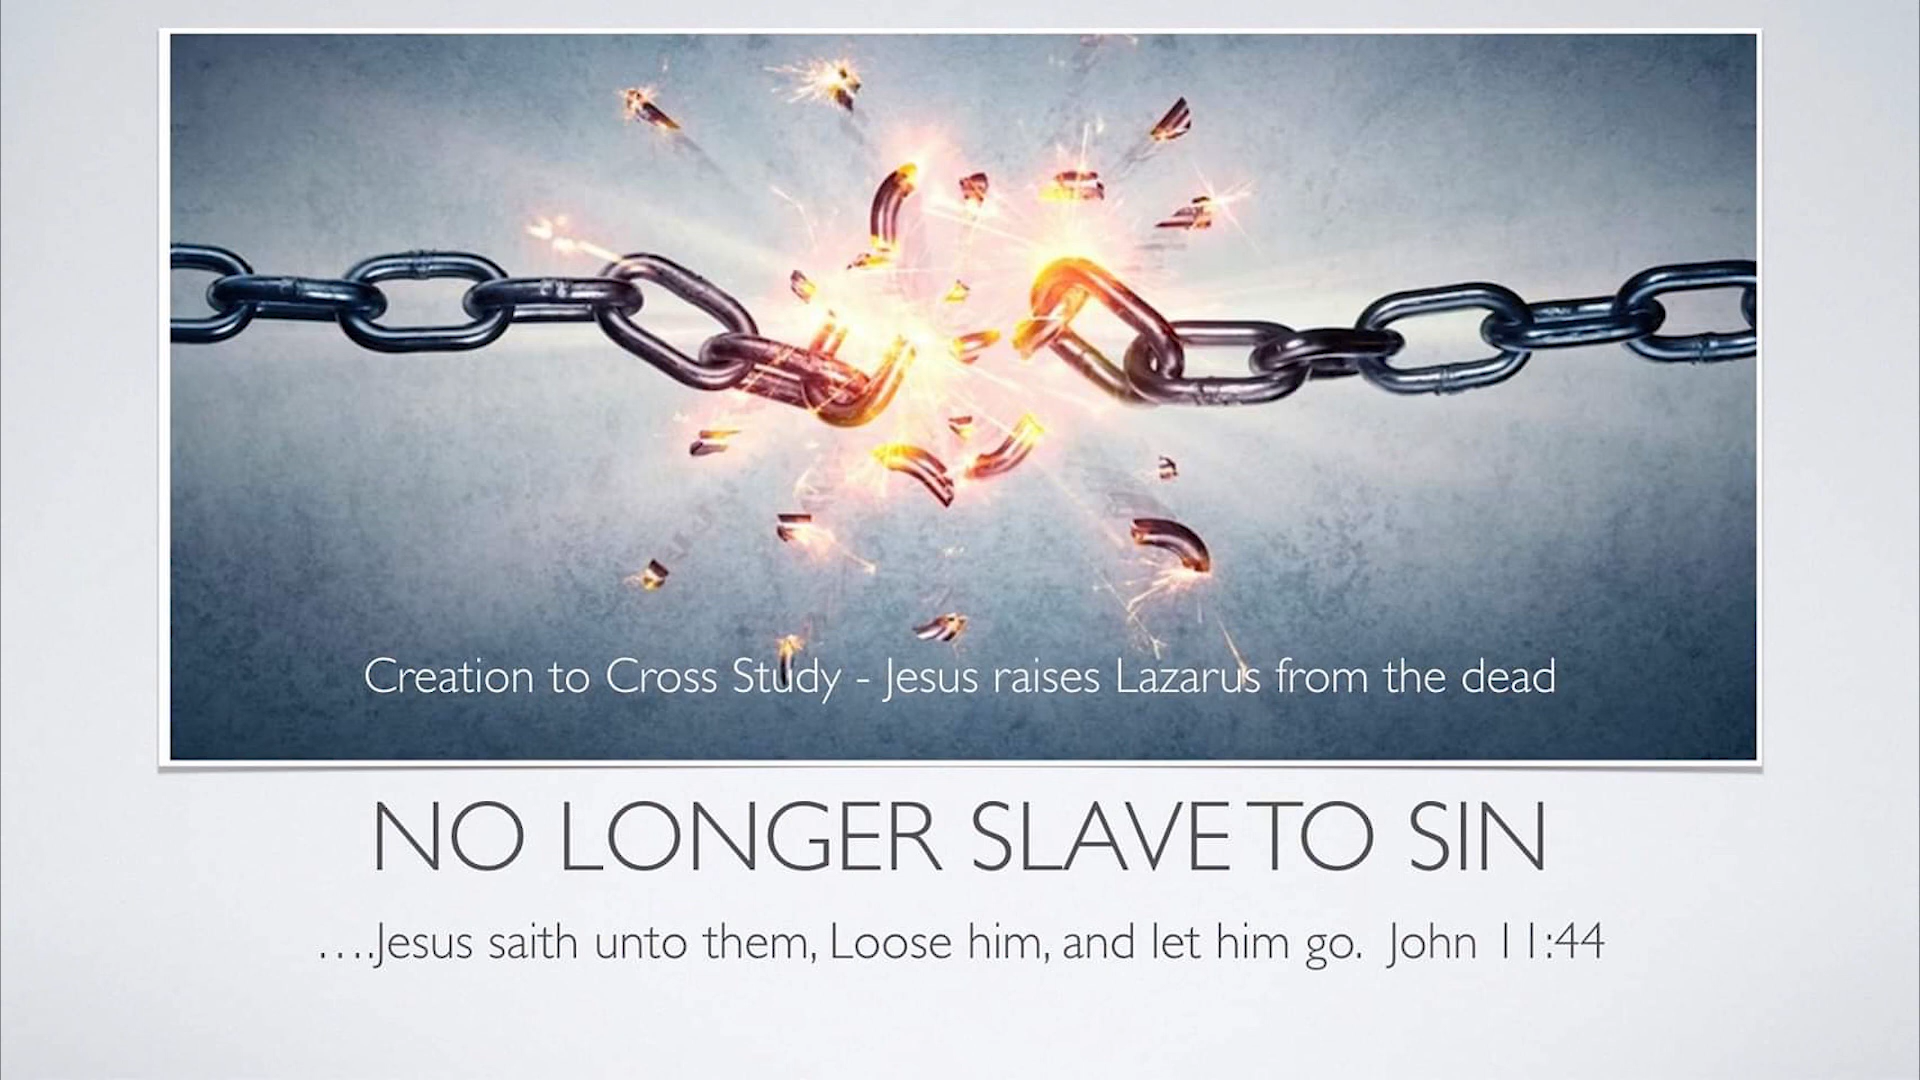 Creation to Cross Study - Jesus raises Lazarus from the dead
NO LONGER SLAVE TO SIN
....Jesus saith unto them, Loose him, and let him go. John 11:44